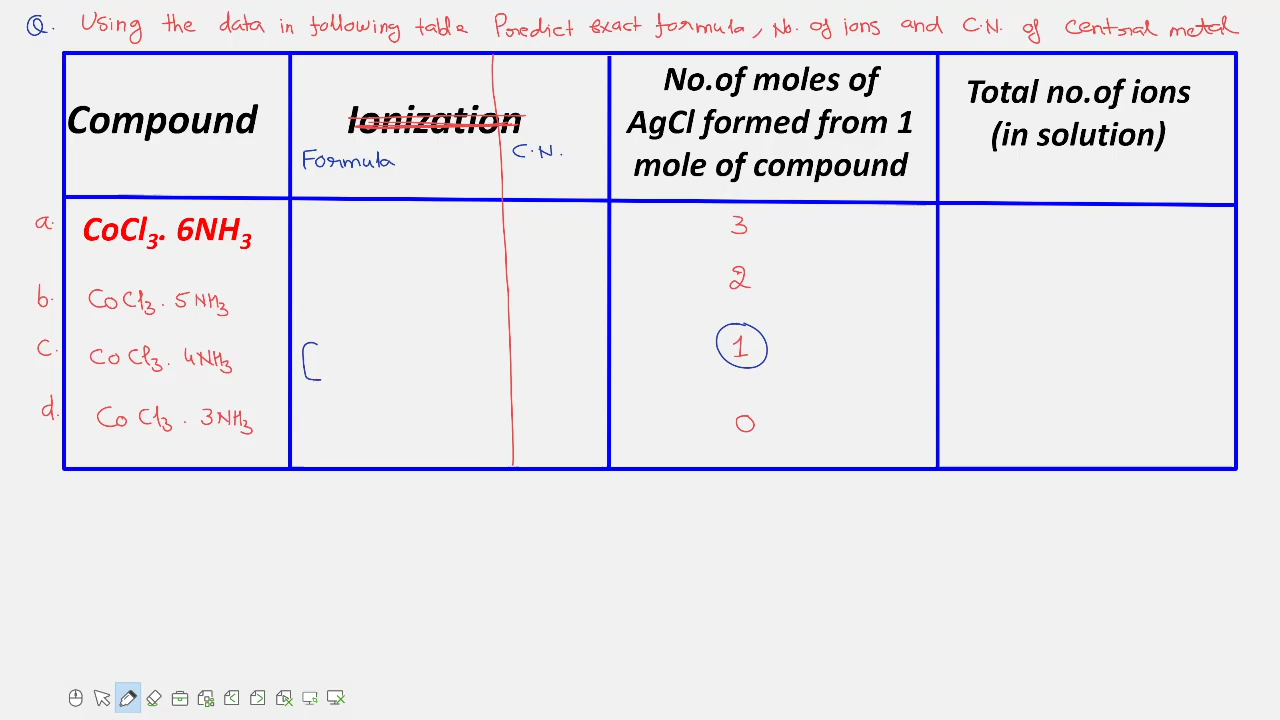 Q. Using the data in following table Predict exact formula, No. of ions and C.N. of central metal
Compound
Ionization
Formula
C.N.
No.of moles of
AgCl formed from 1
mole of compound
Total no.of ions
(in solution)
a. CoCl₃. 6NH₃ 3
b. CoCl₃. 5NH₃ 2
c. CoCl₃. 4NH₃ [ 1
d. CoCl₃. 3NH₃ 0